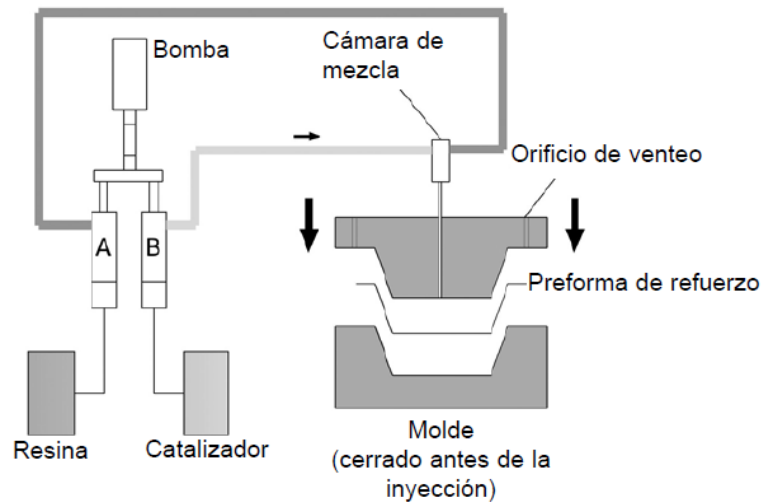 Bomba
Cámara de
mezcla
Orificio de venteo
A
B
Preforma de refuerzo
Resina
Catalizador
Molde
(cerrado antes de la
inyección)